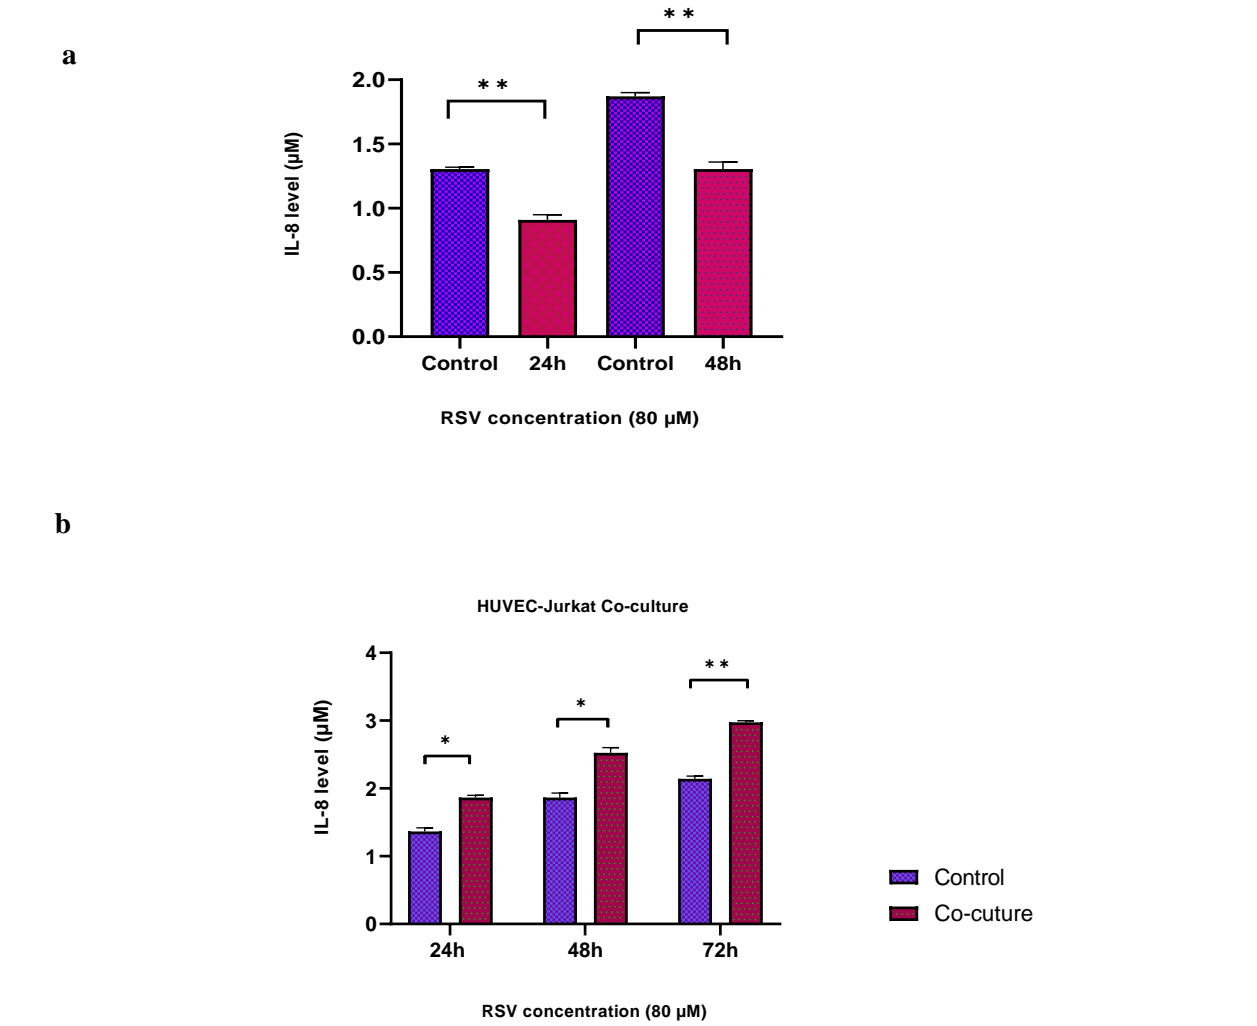 a
**
**
2.0
1.5
1.0
0.5
0.0
IL-8 level (µM)
Control 24h Control 48h
RSV concentration (80 µM)
b
HUVEC-Jurkat Co-culture
4
3
2
1
0
IL-8 level (µM)
*
*
**
24h 48h 72h
RSV concentration (80 µM)
Control
Co-cuture